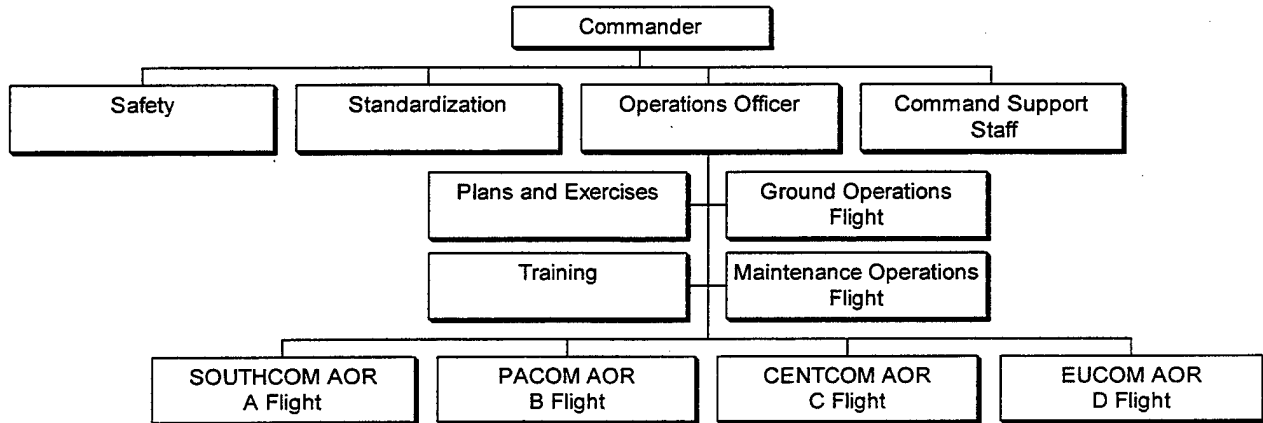 Commander
Safety
Standardization
Operations Officer
Command Support
Staff
Plans and Exercises
Ground Operations
Flight
Training
Maintenance Operations
Flight
SOUTHCOM AOR
A Flight
PACOM AOR
B Flight
CENTCOM AOR
C Flight
EUCOM AOR
D Flight